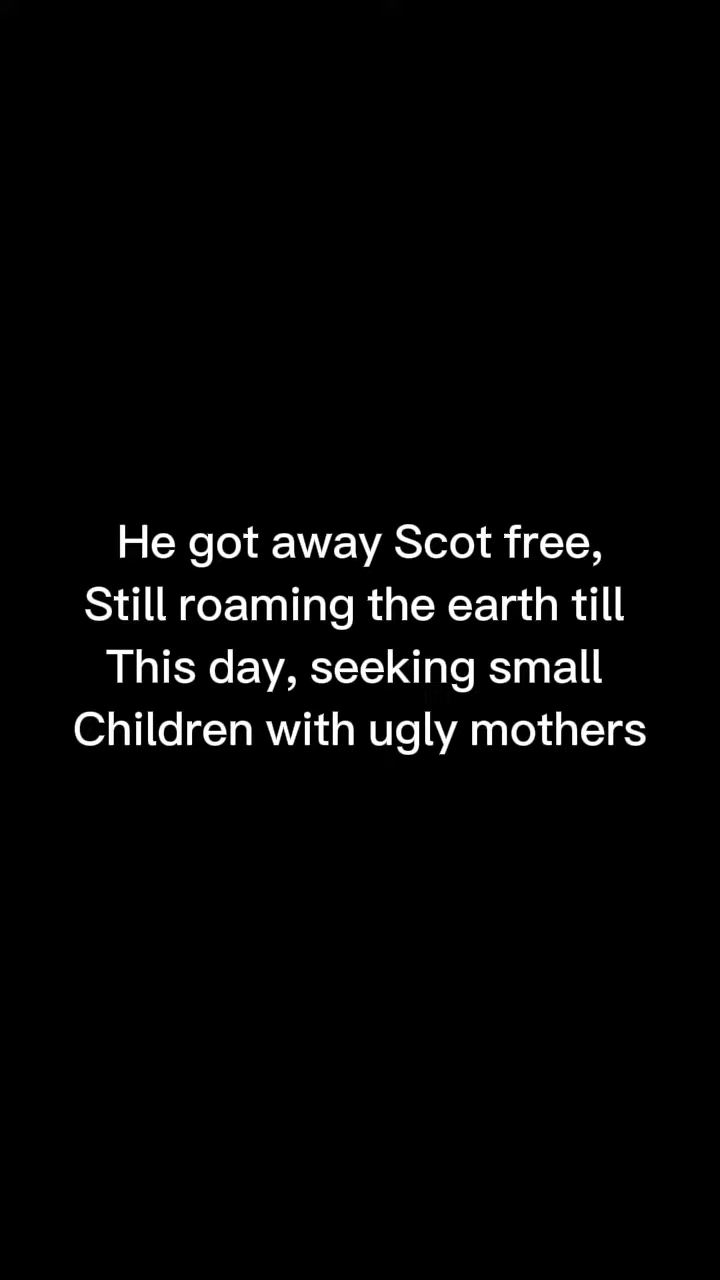 He got away Scot free,
Still roaming the earth till
This day, seeking small
Children with ugly mothers